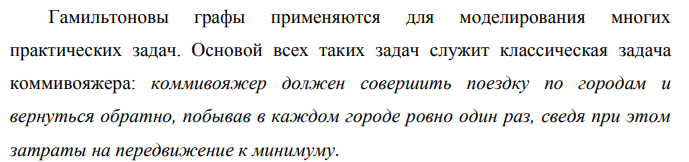 Гамильтоновы графы применяются для моделирования многих
практических задач. Основой всех таких задач служит классическая задача
коммивояжера: коммивояжер должен совершить поездку по городам и
вернуться обратно, побывав в каждом городе ровно один раз, сведя при этом
затраты на передвижение к минимуму.